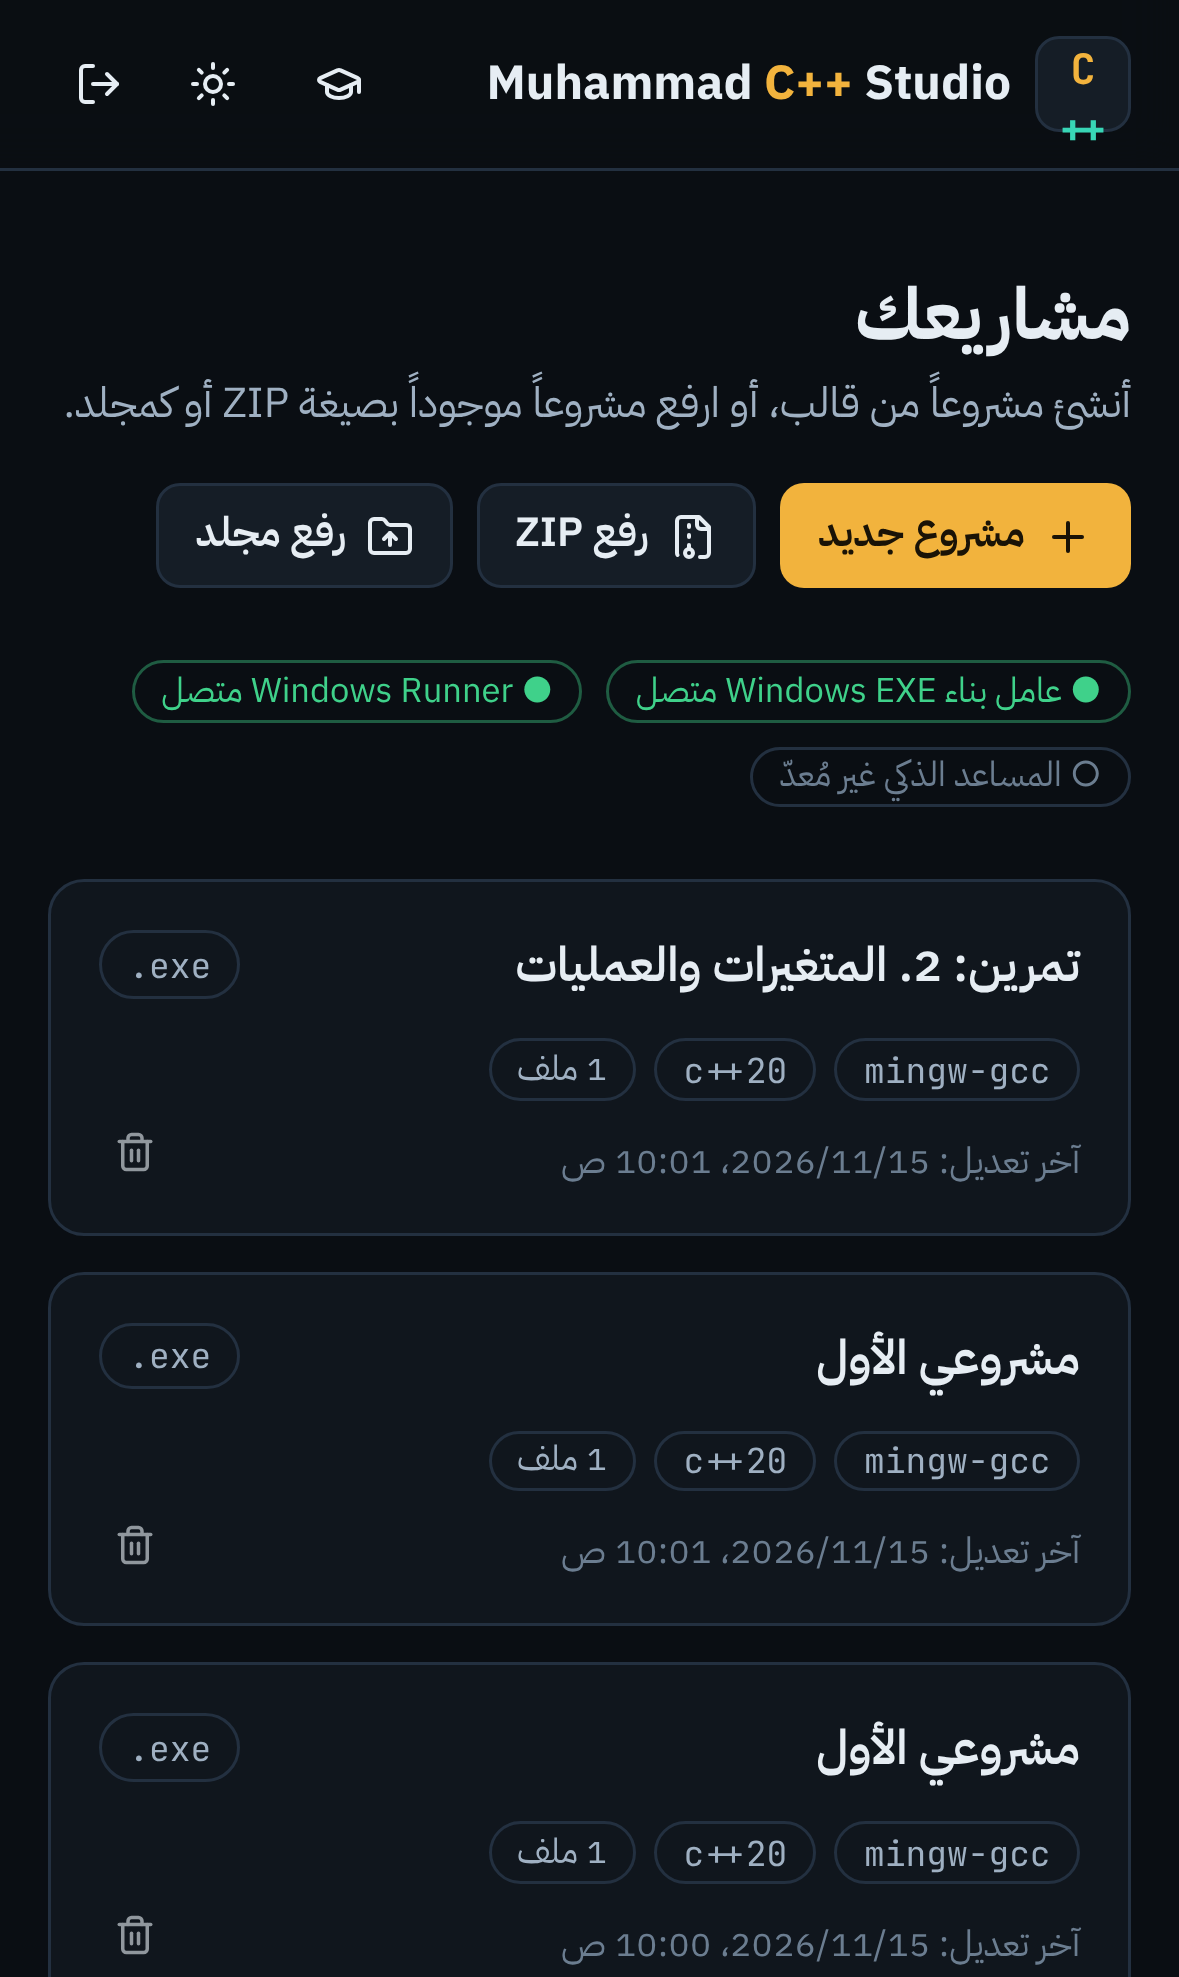 C
++
Muhammad C++ Studio
مشاريعك
أنشئ مشروعاً من قالب، أو ارفع مشروعاً موجوداً بصيغة ZIP أو كمجلد.
مشروع جديد
رفع ZIP
رفع مجلد
عامل بناء Windows EXE متصل
Windows Runner متصل
المساعد الذكي غير مُعدّ
تمرين: 2. المتغيرات والعمليات
.exe
mingw-gcc
c++20
1 ملف
آخر تعديل: 2026/11/15، 10:01 ص
مشروعي الأول
.exe
mingw-gcc
c++20
1 ملف
آخر تعديل: 2026/11/15، 10:01 ص
مشروعي الأول
.exe
mingw-gcc
c++20
1 ملف
آخر تعديل: 2026/11/15، 10:00 ص